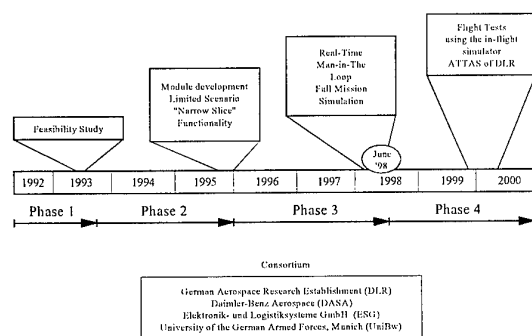 Feasibility Study
Module development
Limited Scenario
"Narrow Slice"
Functionality
Real-Time
Man-in-The
Loop
Full Mission
Simulation
Flight Tests
using the in-flight
simulator
ATTAS of DLR
June
'98
1992 1993 1994 1995 1996 1997 1998 1999 2000
Phase 1 Phase 2 Phase 3 Phase 4
Consortium
German Aerospace Research Establishment (DLR)
Daimler-Benz Aerospace (DASA)
Elektronik- und Logistiksysteme GmbH (ESG)
University of the German Armed Forces, Munich (UniBw)